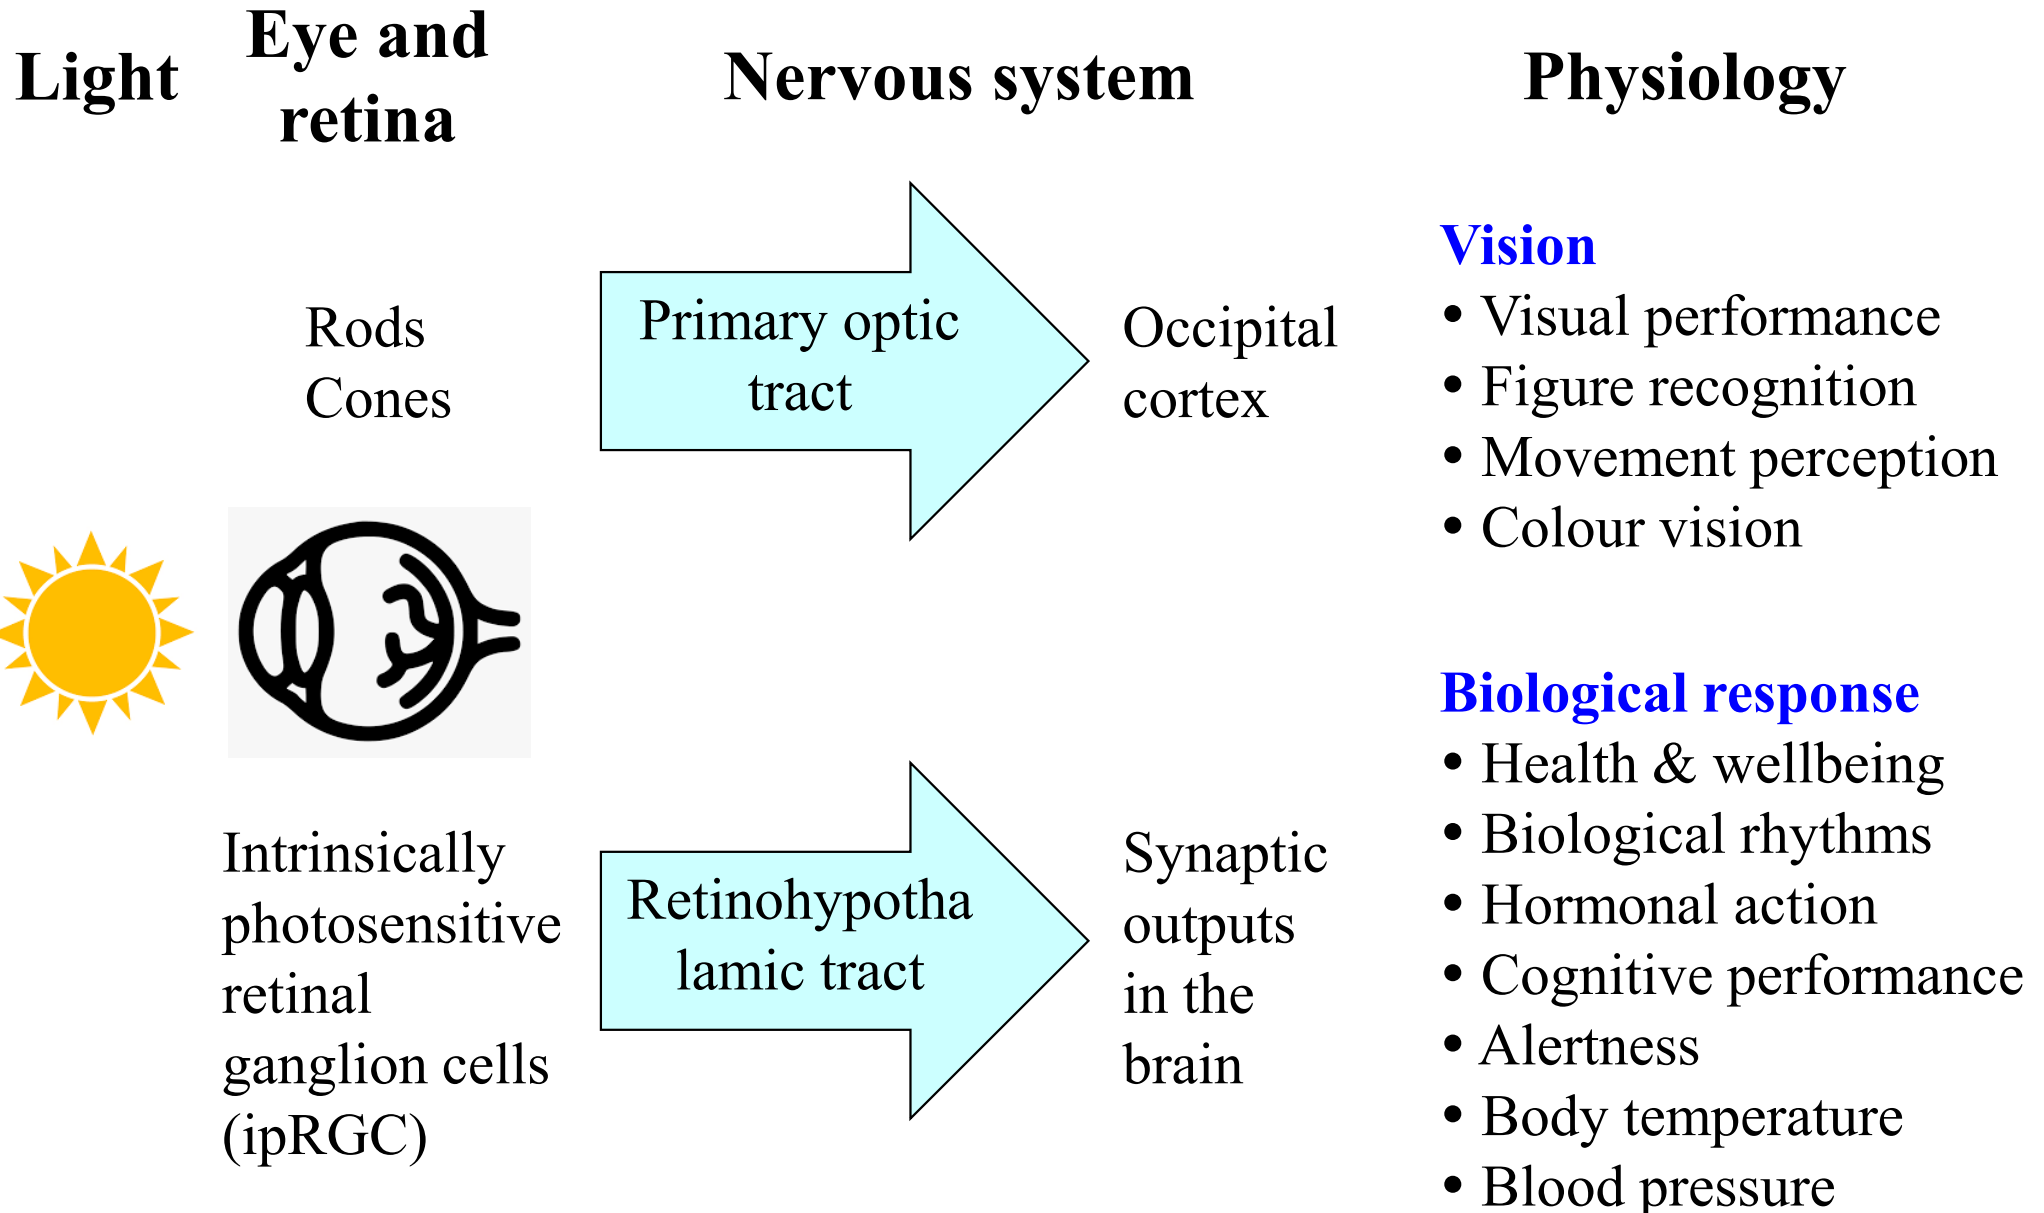 Light
Eye and
retina
Nervous system
Physiology
Rods
Cones
Primary optic
tract
Occipital
cortex
Vision
• Visual performance
• Figure recognition
• Movement perception
• Colour vision
Intrinsically
photosensitive
retinal
ganglion cells
(ipRGC)
Retinohypotha
lamic tract
Synaptic
outputs
in the
brain
Biological response
• Health & wellbeing
• Biological rhythms
• Hormonal action
• Cognitive performance
• Alertness
• Body temperature
• Blood pressure